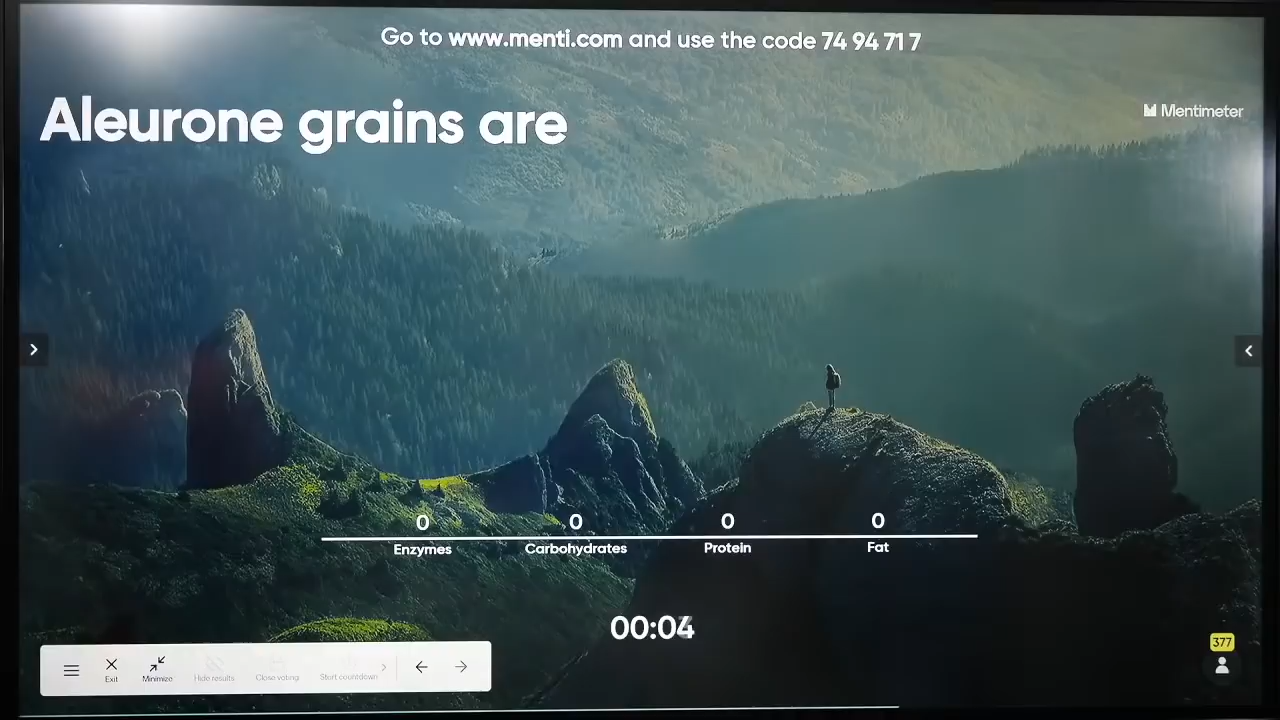 Go to www.menti.com and use the code 74 94 71 7
Aleurone grains are
Mentimeter
0 0 0 0
Enzymes Carbohydrates Protein Fat
00:04
377
Exit Minimize Hide results Close voting Start countdown